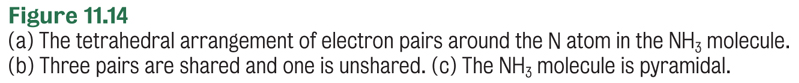 Figure 11.14
(a) The tetrahedral arrangement of electron pairs around the N atom in the NH₃ molecule.
(b) Three pairs are shared and one is unshared. (c) The NH₃ molecule is pyramidal.